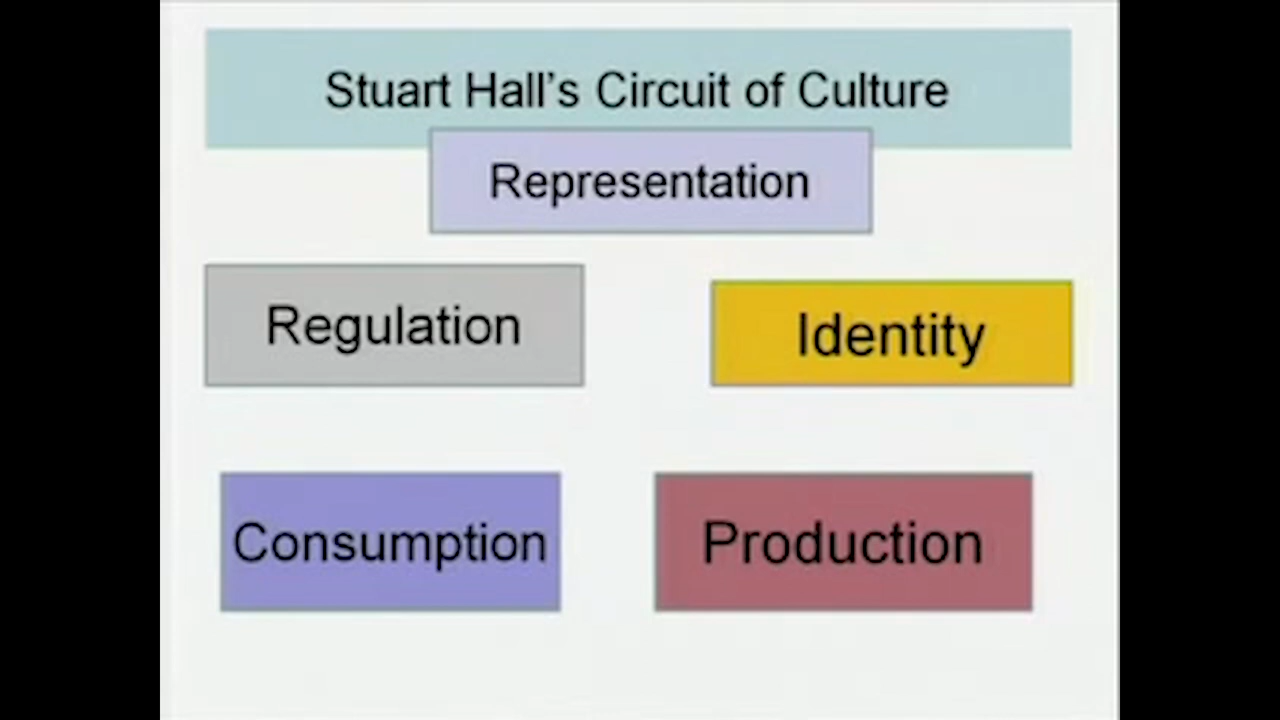 Stuart Hall's Circuit of Culture
Representation
Regulation
Identity
Consumption
Production